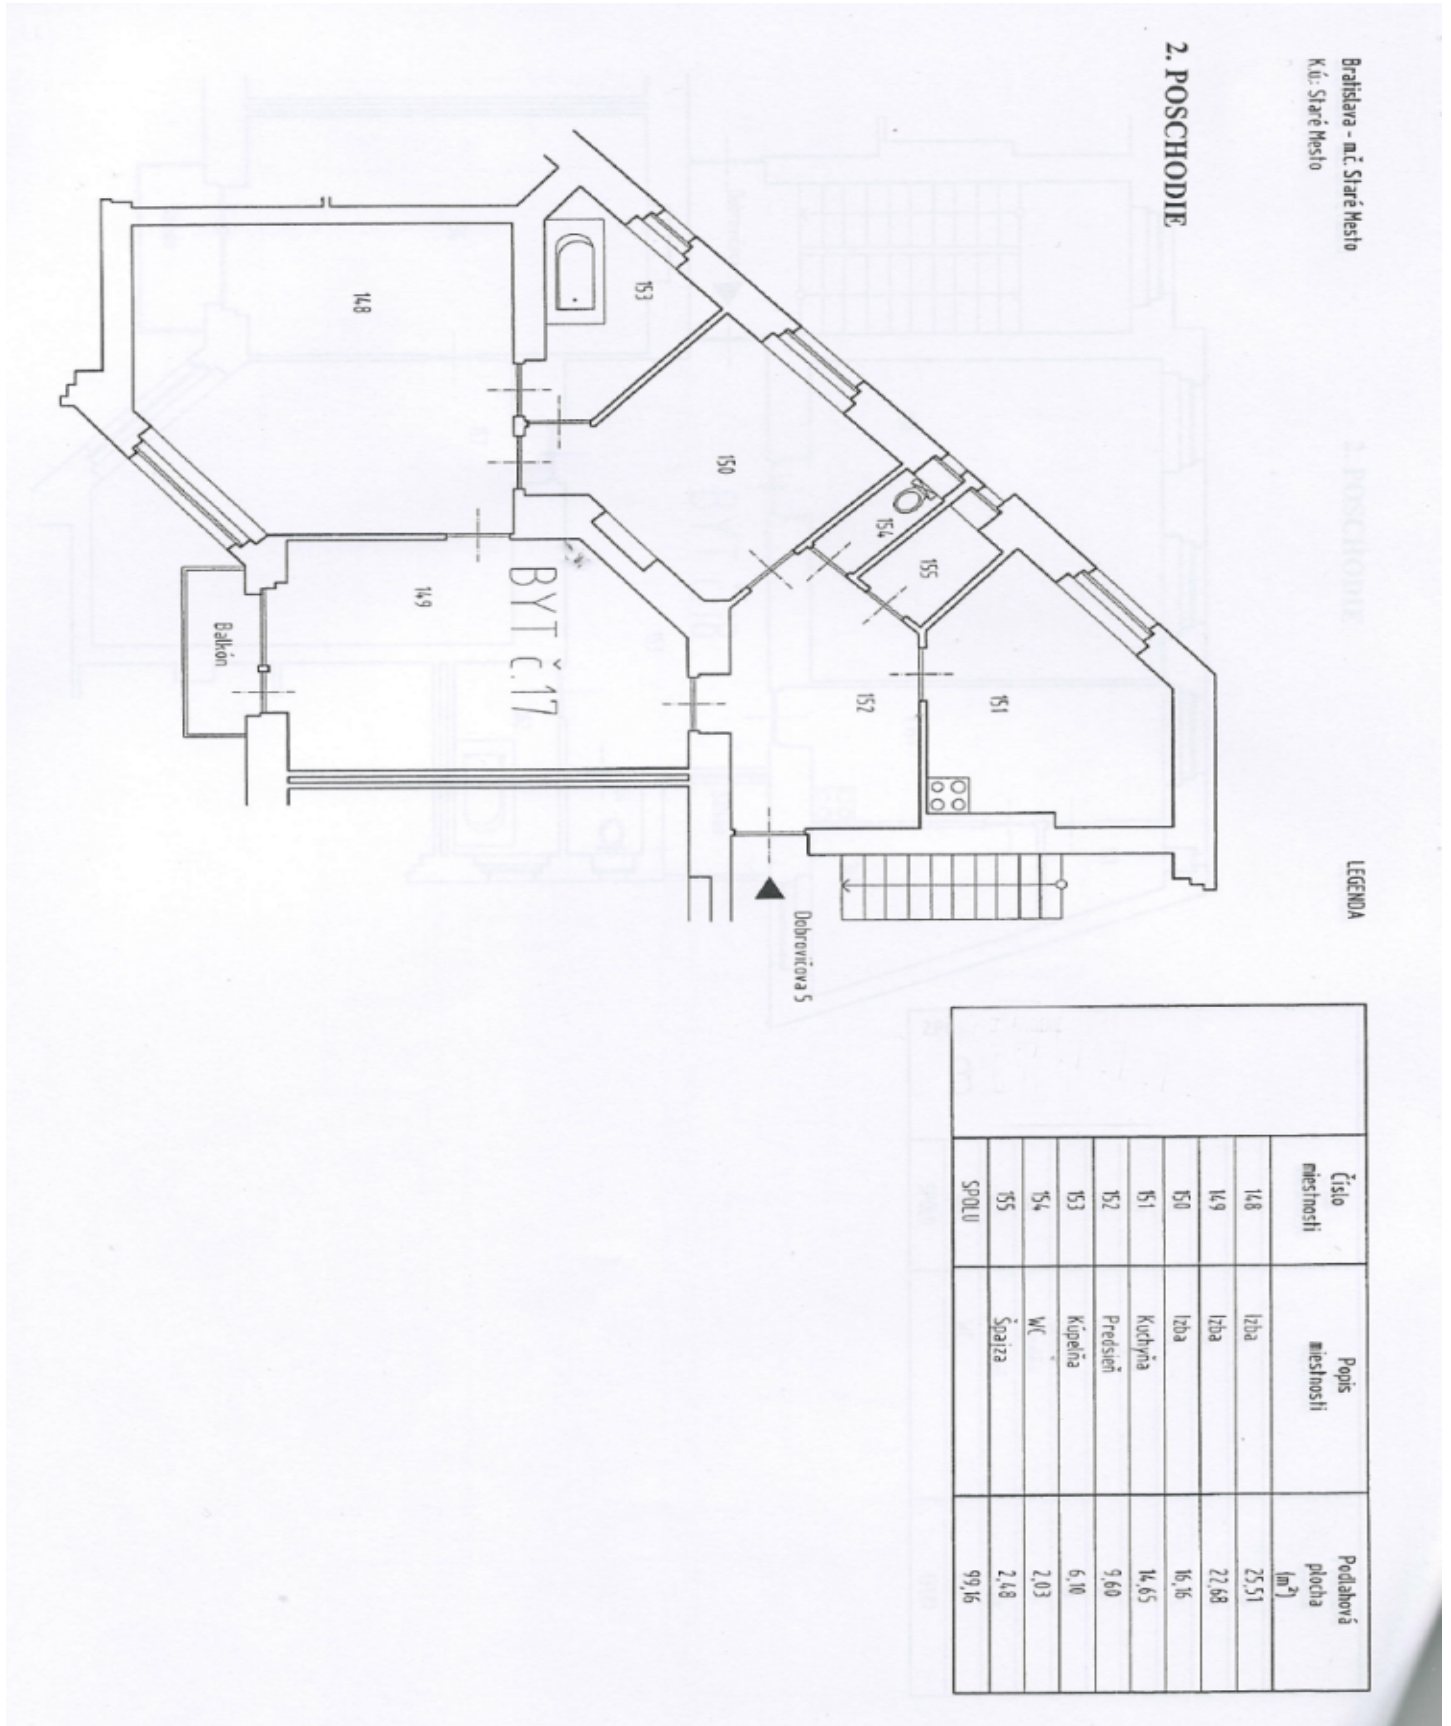 Bratislava - m.č. Staré Mesto
K.ú.: Staré Mesto
2. POSCHODIE
LEGENDA
Číslo miestnosti Popis miestnosti Podlahová plocha (m²)
148 Izba 25,51
149 Izba 22,68
150 Izba 16,16
151 Kuchyňa 14,65
152 Predsieň 9,60
153 Kúpelňa 6,10
154 WC 2,03
155 Špajza 2,48
SPOLU 99,16
151
153
155
154
152
150
Dobrovičova 5
BYT č.17
149
148
Balkón
2. POSCHODIE